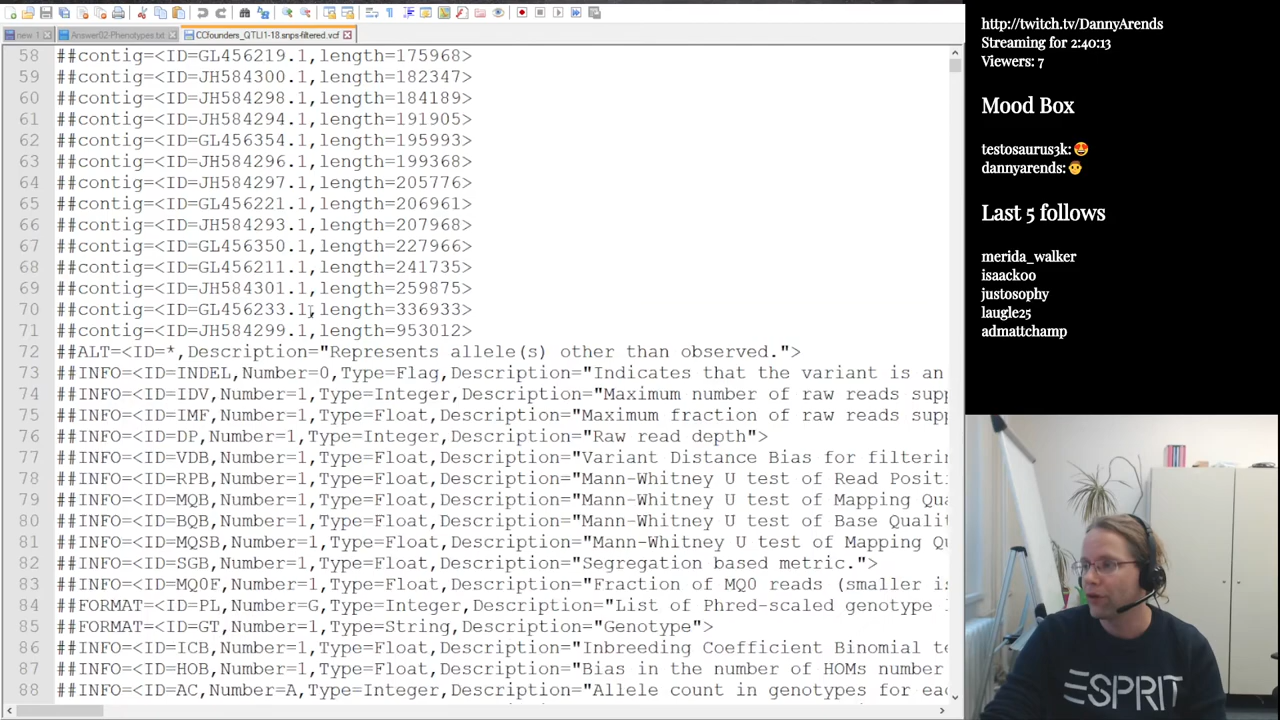 new 1
Answer02-Phenotypes.txt
CCfounders_QTLI1-18.snps-filtered.vcf
58 ##contig=<ID=GL456219.1,length=175968>
59 ##contig=<ID=JH584300.1,length=182347>
60 ##contig=<ID=JH584298.1,length=184189>
61 ##contig=<ID=JH584294.1,length=191905>
62 ##contig=<ID=GL456354.1,length=195993>
63 ##contig=<ID=JH584296.1,length=199368>
64 ##contig=<ID=JH584297.1,length=205776>
65 ##contig=<ID=GL456221.1,length=206961>
66 ##contig=<ID=JH584293.1,length=207968>
67 ##contig=<ID=GL456350.1,length=227966>
68 ##contig=<ID=GL456211.1,length=241735>
69 ##contig=<ID=JH584301.1,length=259875>
70 ##contig=<ID=GL456233.1,length=336933>
71 ##contig=<ID=JH584299.1,length=953012>
72 ##ALT=<ID=*,Description="Represents allele(s) other than observed.">
73 ##INFO=<ID=INDEL,Number=0,Type=Flag,Description="Indicates that the variant is an
74 ##INFO=<ID=IDV,Number=1,Type=Integer,Description="Maximum number of raw reads supp
75 ##INFO=<ID=IMF,Number=1,Type=Float,Description="Maximum fraction of raw reads supp
76 ##INFO=<ID=DP,Number=1,Type=Integer,Description="Raw read depth">
77 ##INFO=<ID=VDB,Number=1,Type=Float,Description="Variant Distance Bias for filterin
78 ##INFO=<ID=RPB,Number=1,Type=Float,Description="Mann-Whitney U test of Read Positi
79 ##INFO=<ID=MQB,Number=1,Type=Float,Description="Mann-Whitney U test of Mapping Qua
80 ##INFO=<ID=BQB,Number=1,Type=Float,Description="Mann-Whitney U test of Base Qualit
81 ##INFO=<ID=MQSB,Number=1,Type=Float,Description="Mann-Whitney U test of Mapping Qu
82 ##INFO=<ID=SGB,Number=1,Type=Float,Description="Segregation based metric.">
83 ##INFO=<ID=MQ0F,Number=1,Type=Float,Description="Fraction of MQ0 reads (smaller is
84 ##FORMAT=<ID=PL,Number=G,Type=Integer,Description="List of Phred-scaled genotype
85 ##FORMAT=<ID=GT,Number=1,Type=String,Description="Genotype">
86 ##INFO=<ID=ICB,Number=1,Type=Float,Description="Inbreeding Coefficient Binomial te
87 ##INFO=<ID=HOB,Number=1,Type=Float,Description="Bias in the number of HOMs number
88 ##INFO=<ID=AC,Number=A,Type=Integer,Description="Allele count in genotypes for eac
http://twitch.tv/DannyArends
Streaming for 2:40:13
Viewers: 7
Mood Box
testosaurus3k:
dannyarends:
Last 5 follows
merida_walker
isaackoo
justosophy
laugle25
admattchamp
ESPRIT